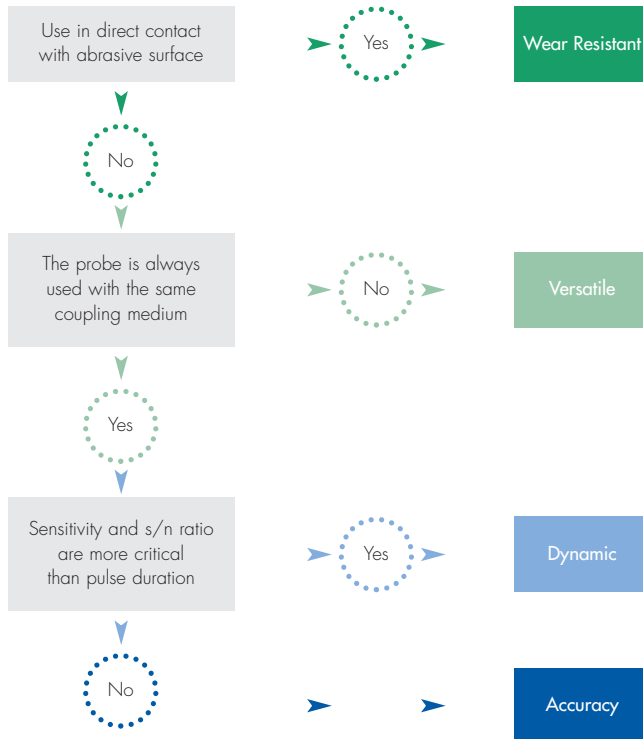 Use in direct contact
with abrasive surface
Yes
Wear Resistant
No
The probe is always
used with the same
coupling medium
No
Versatile
Yes
Sensitivity and s/n ratio
are more critical
than pulse duration
Yes
Dynamic
No
Accuracy